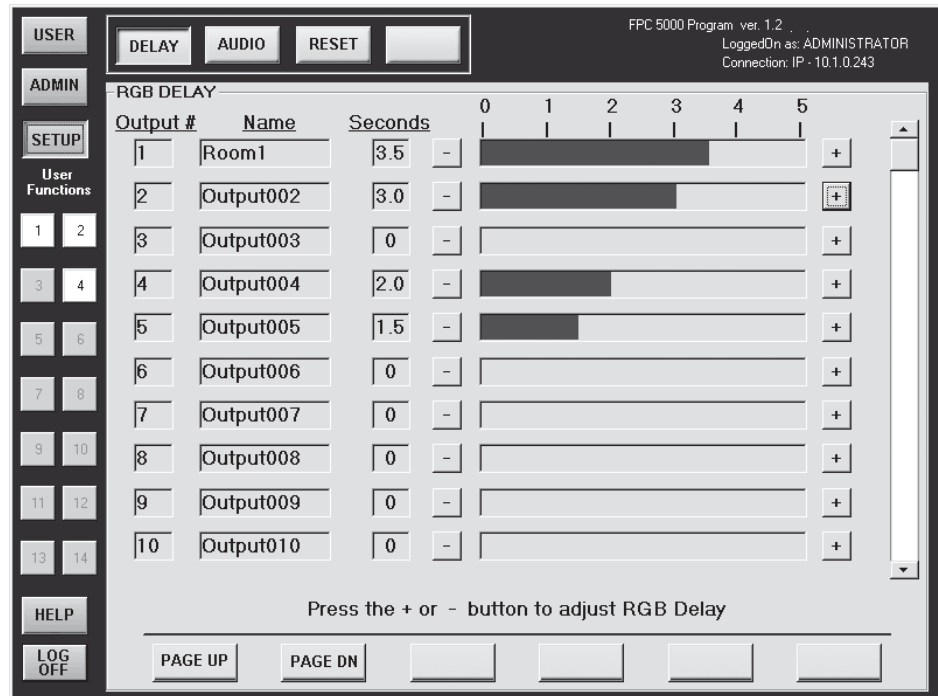 USER
ADMIN
SETUP
User
Functions
1 2
3 4
5 6
7 8
9 10
11 12
13 14
HELP
LOG
OFF
DELAY AUDIO RESET
FPC 5000 Program ver. 1.2
LoggedOn as: ADMINISTRATOR
Connection: IP - 10.1.0.243
RGB DELAY
Output # Name Seconds 0 1 2 3 4 5
1 Room1 3.5 - +
2 Output002 3.0 - +
3 Output003 0 - +
4 Output004 2.0 - +
5 Output005 1.5 - +
6 Output006 0 - +
7 Output007 0 - +
8 Output008 0 - +
9 Output009 0 - +
10 Output010 0 - +
Press the + or - button to adjust RGB Delay
PAGE UP PAGE DN